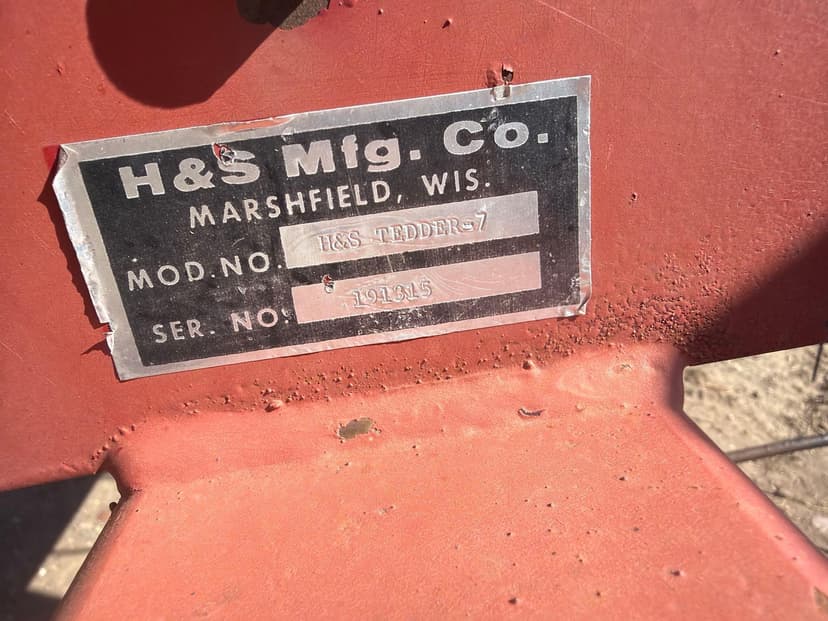 H&S Mfg. Co.
MARSHFIELD, WIS.
MOD. NO. H&S TEDDER-7
SER. NO. 191315